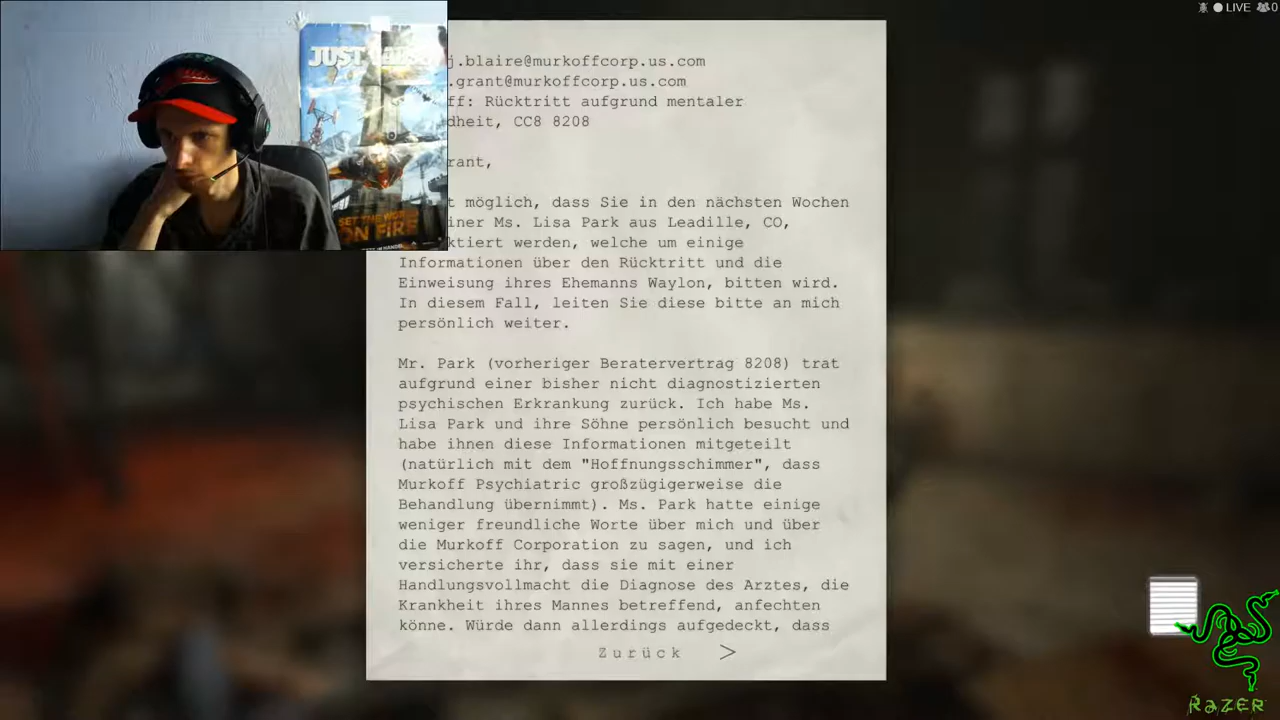 LIVE 0
JUST
SET THE WORLD
ON FIRE
j.blaire@murkoffcorp.us.com
.grant@murkoffcorp.us.com
ff: Rücktritt aufgrund mentaler
dheit, CC8 8208
rant,
t möglich, dass Sie in den nächsten Wochen
iner Ms. Lisa Park aus Leadille, CO,
ktiert werden, welche um einige
Informationen über den Rücktritt und die
Einweisung ihres Ehemanns Waylon, bitten wird.
In diesem Fall, leiten Sie diese bitte an mich
persönlich weiter.
Mr. Park (vorheriger Beratervertrag 8208) trat
aufgrund einer bisher nicht diagnostizierten
psychischen Erkrankung zurück. Ich habe Ms.
Lisa Park und ihre Söhne persönlich besucht und
habe ihnen diese Informationen mitgeteilt
(natürlich mit dem "Hoffnungsschimmer", dass
Murkoff Psychiatric großzügigerweise die
Behandlung übernimmt). Ms. Park hatte einige
weniger freundliche Worte über mich und über
die Murkoff Corporation zu sagen, und ich
versicherte ihr, dass sie mit einer
Handlungsvollmacht die Diagnose des Arztes, die
Krankheit ihres Mannes betreffend, anfechten
könne. Würde dann allerdings aufgedeckt, dass
Zurück >
RAZER